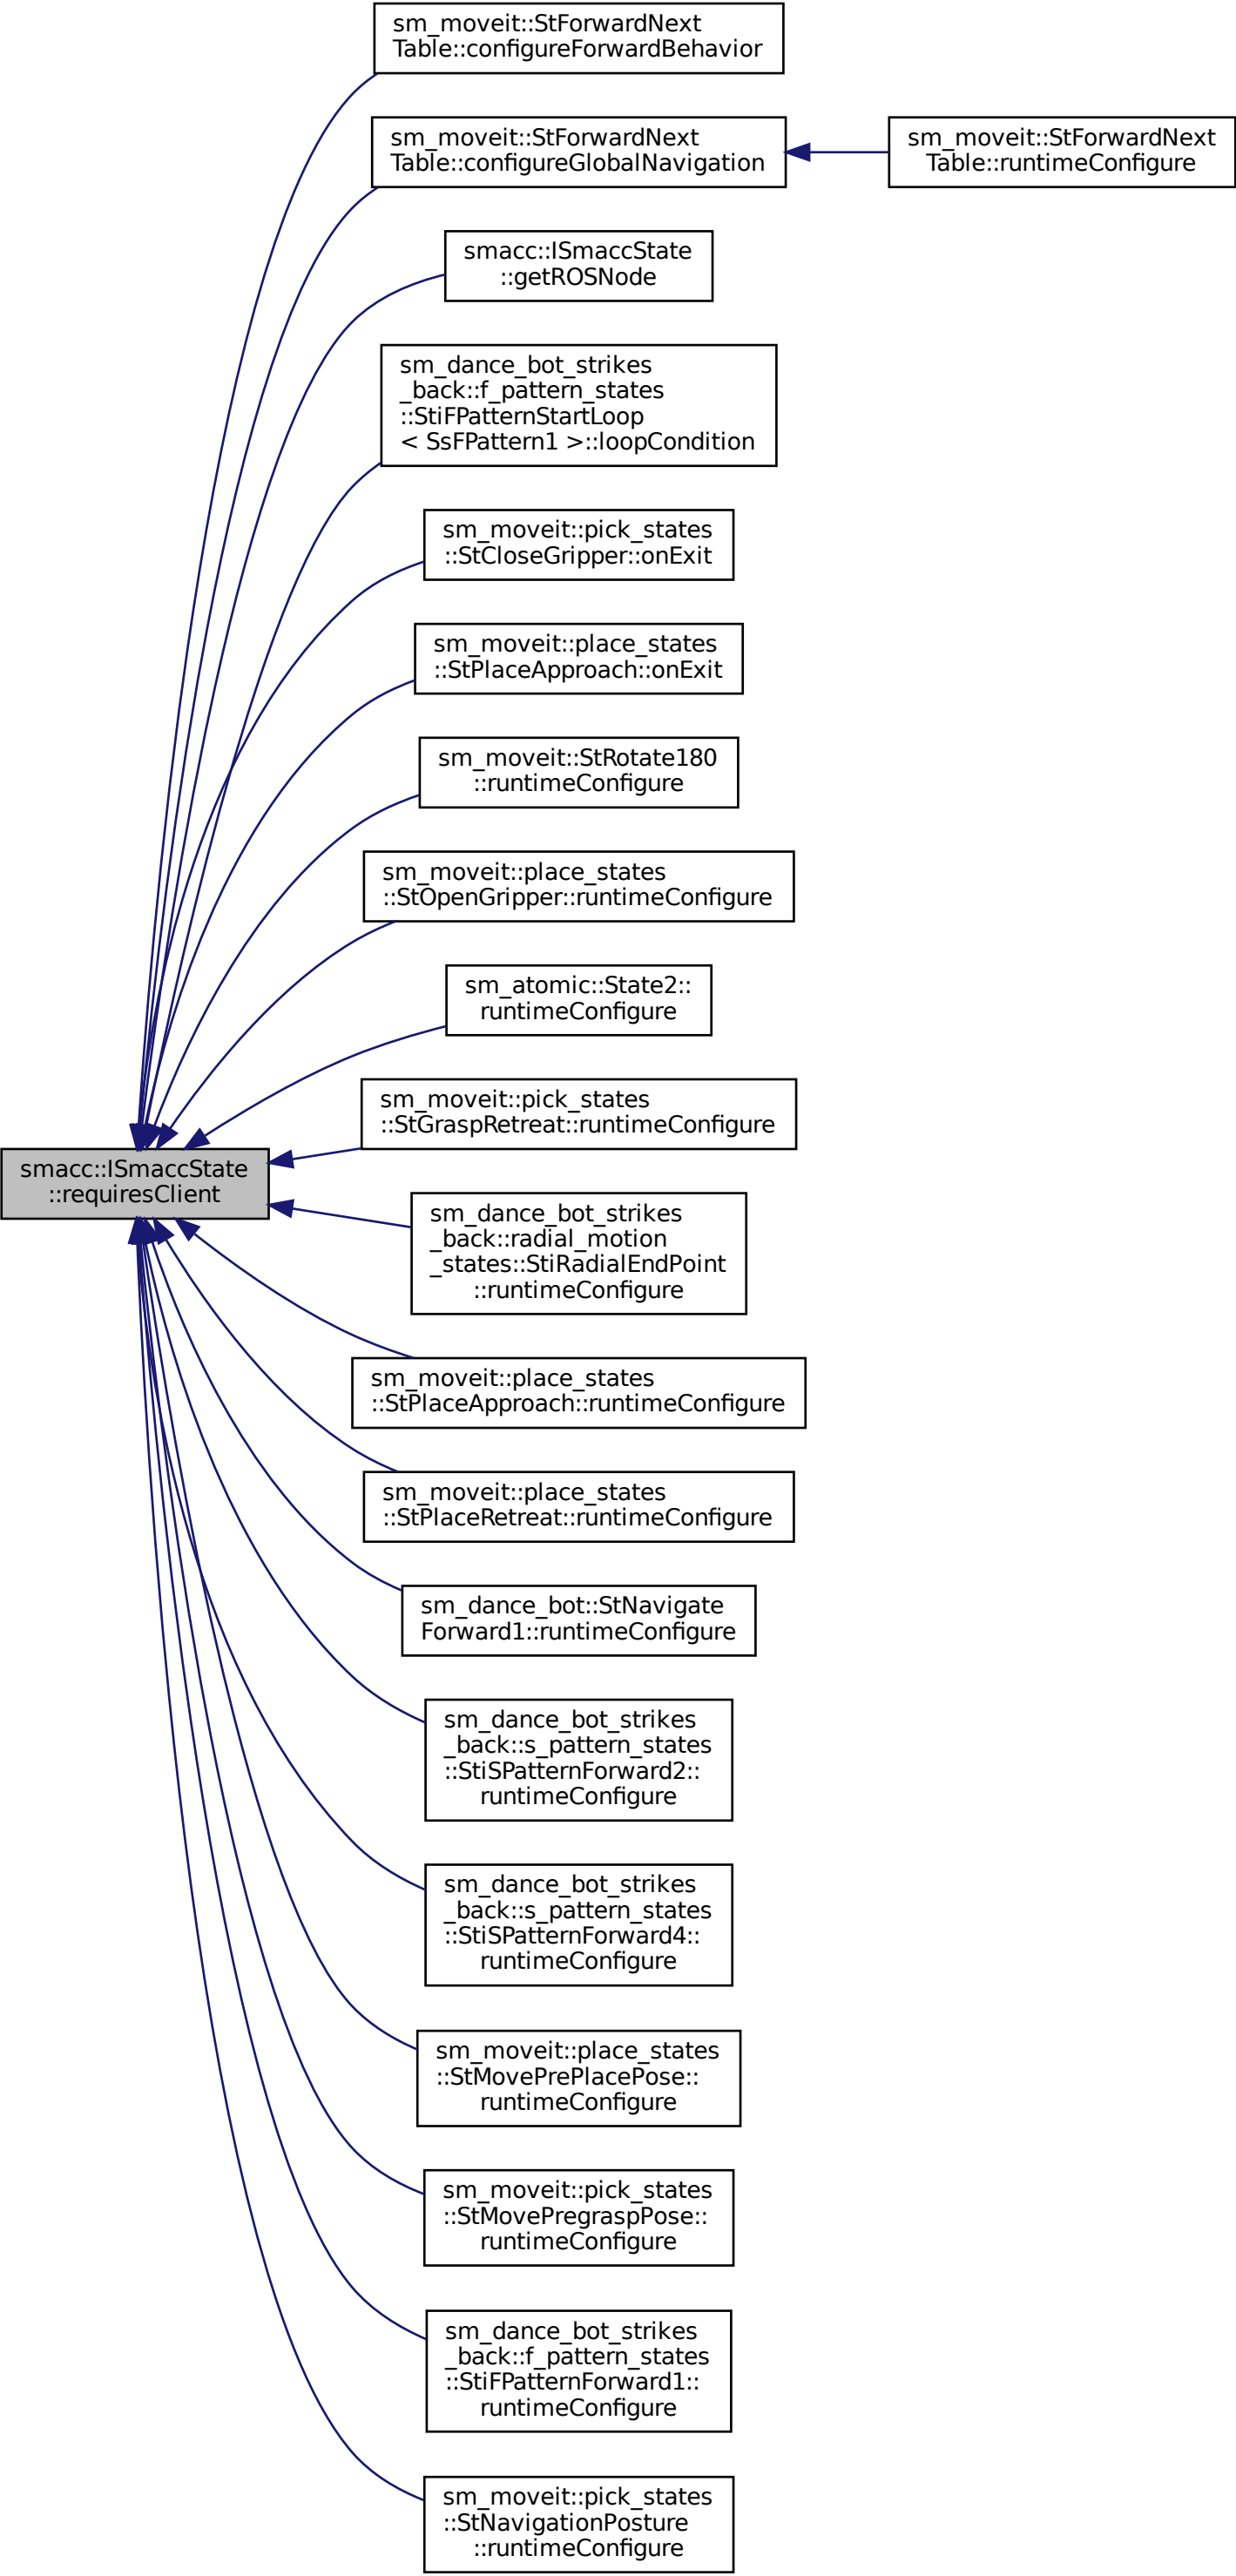 sm_moveit::StForwardNext
Table::configureForwardBehavior
sm_moveit::StForwardNext
Table::configureGlobalNavigation
sm_moveit::StForwardNext
Table::runtimeConfigure
smacc::ISmaccState
::getROSNode
sm_dance_bot_strikes
_back::f_pattern_states
::StiFPatternStartLoop
< SsFPattern1 >::loopCondition
sm_moveit::pick_states
::StCloseGripper::onExit
sm_moveit::place_states
::StPlaceApproach::onExit
sm_moveit::StRotate180
::runtimeConfigure
sm_moveit::place_states
::StOpenGripper::runtimeConfigure
sm_atomic::State2::
runtimeConfigure
sm_moveit::pick_states
::StGraspRetreat::runtimeConfigure
smacc::ISmaccState
::requiresClient
sm_dance_bot_strikes
_back::radial_motion
_states::StiRadialEndPoint
::runtimeConfigure
sm_moveit::place_states
::StPlaceApproach::runtimeConfigure
sm_moveit::place_states
::StPlaceRetreat::runtimeConfigure
sm_dance_bot::StNavigate
Forward1::runtimeConfigure
sm_dance_bot_strikes
_back::s_pattern_states
::StiSPatternForward2::
runtimeConfigure
sm_dance_bot_strikes
_back::s_pattern_states
::StiSPatternForward4::
runtimeConfigure
sm_moveit::place_states
::StMovePrePlacePose::
runtimeConfigure
sm_moveit::pick_states
::StMovePregraspPose::
runtimeConfigure
sm_dance_bot_strikes
_back::f_pattern_states
::StiFPatternForward1::
runtimeConfigure
sm_moveit::pick_states
::StNavigationPosture
::runtimeConfigure